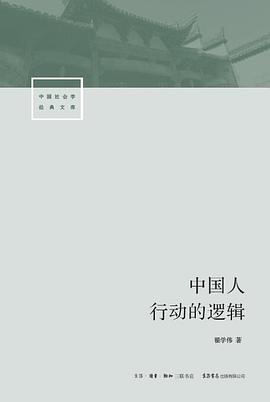 中国社会学
经典文库
中国人
行动的逻辑
翟学伟 著
生活·讀書·新知 三联书店 生活书店出版有限公司